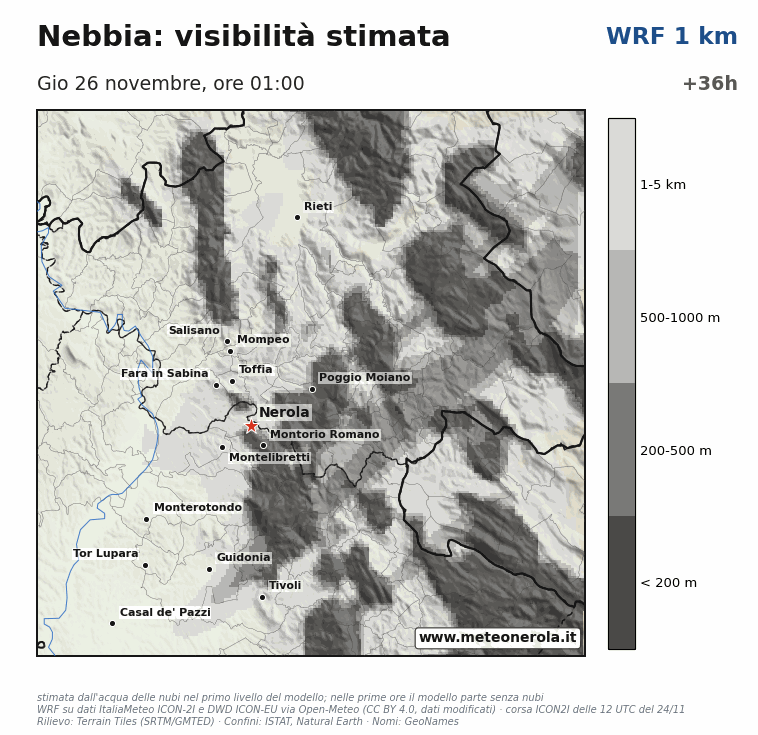 Nebbia: visibilità stimata
WRF 1 km
Gio 26 novembre, ore 01:00
+36h
Rieti
Salisano
Mompeo
Fara in Sabina
Toffia
Poggio Moiano
Nerola
Montorio Romano
Montelibretti
Monterotondo
Tor Lupara
Guidonia
Tivoli
Casal de' Pazzi
www.meteonerola.it
1-5 km
500-1000 m
200-500 m
< 200 m
stimata dall'acqua delle nubi nel primo livello del modello; nelle prime ore il modello parte senza nubi
WRF su dati ItaliaMeteo ICON-2I e DWD ICON-EU via Open-Meteo (CC BY 4.0, dati modificati) · corsa ICON2I delle 12 UTC del 24/11
Rilievo: Terrain Tiles (SRTM/GMTED) · Confini: ISTAT, Natural Earth · Nomi: GeoNames